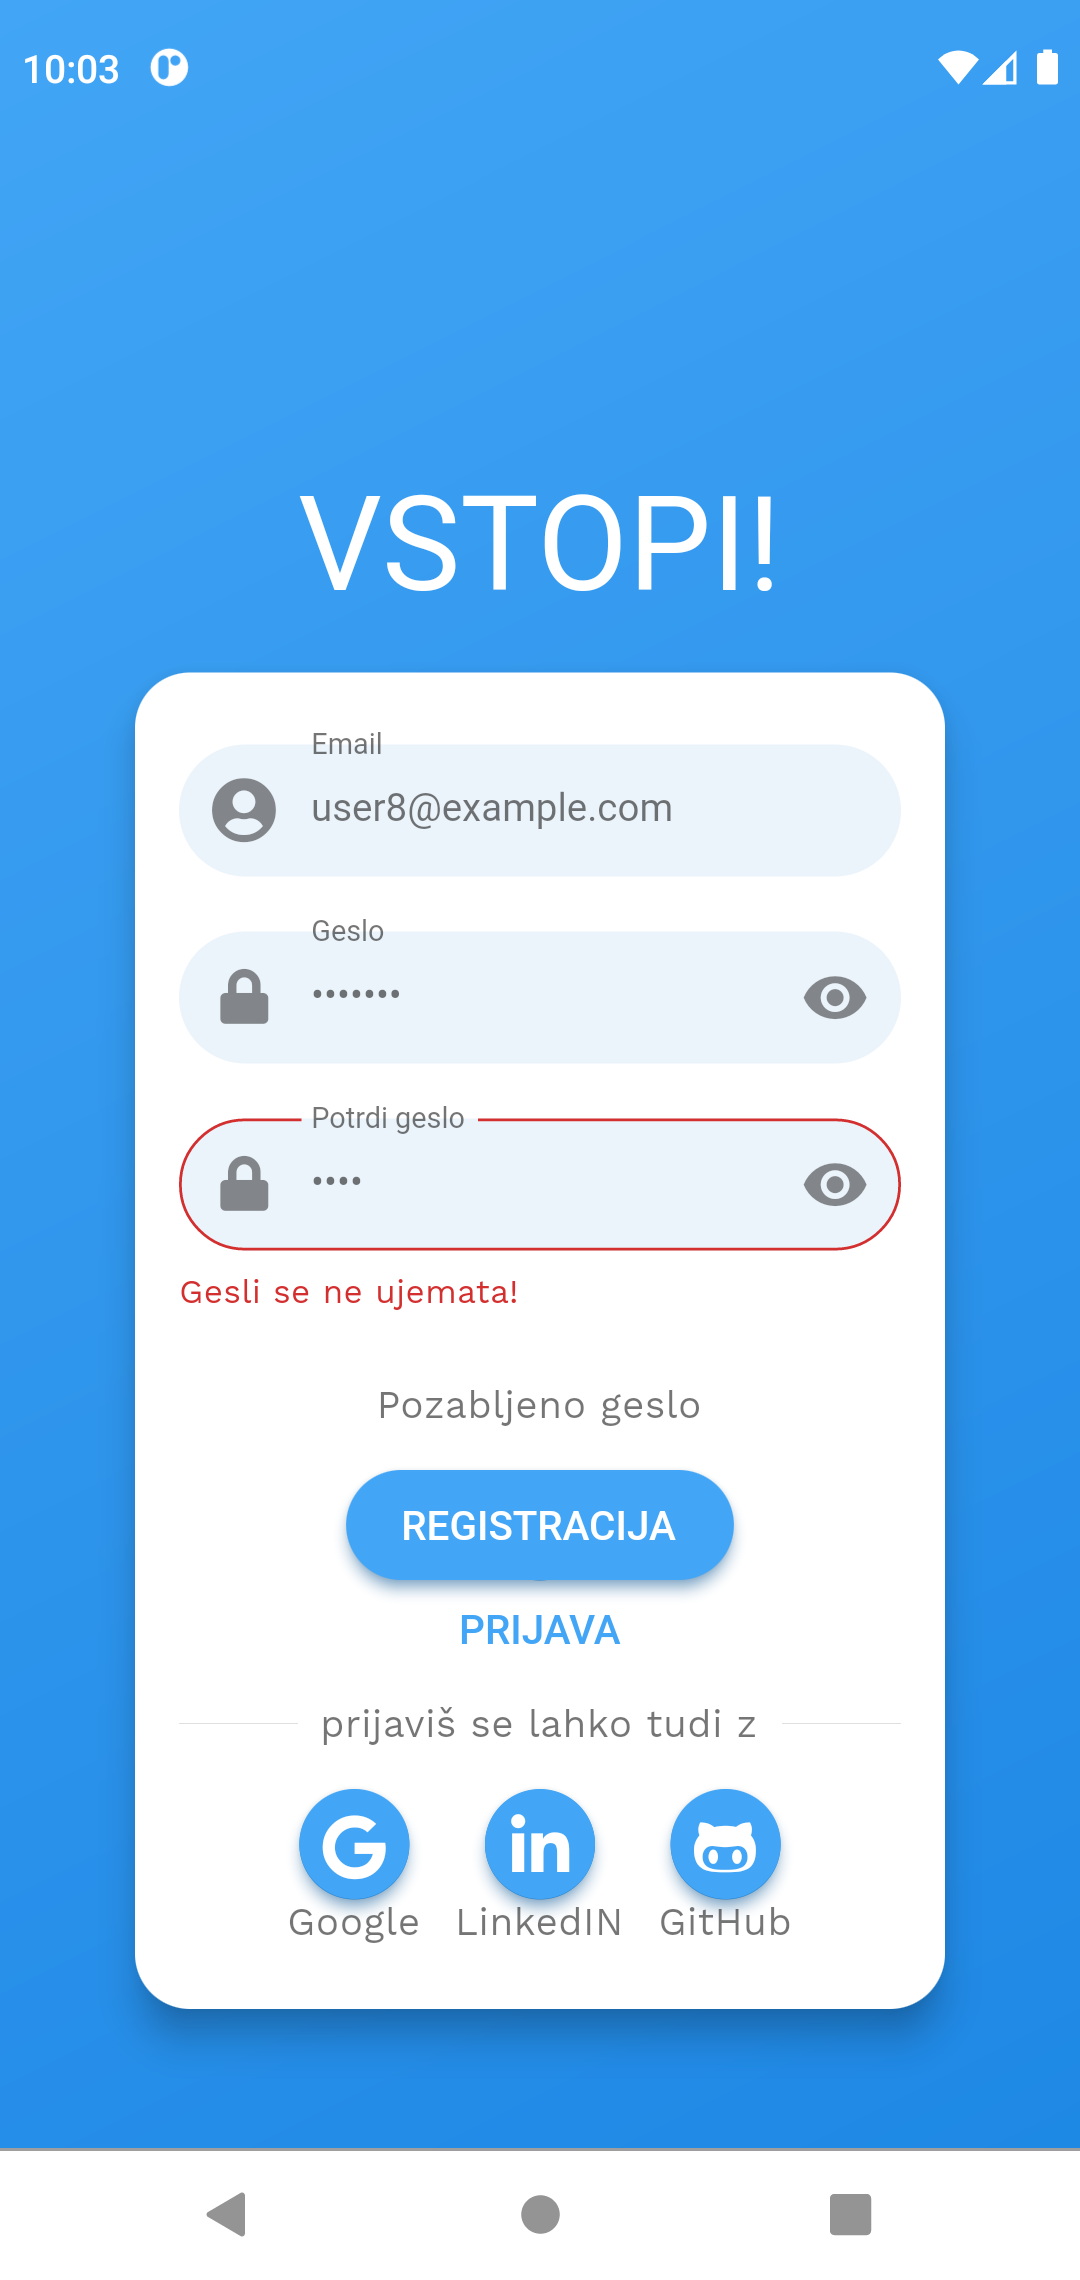 10:03
VSTOPI!
Email
user8@example.com
Geslo
•••••••
Potrdi geslo
••••
Gesli se ne ujemata!
Pozabljeno geslo
REGISTRACIJA
PRIJAVA
prijaviš se lahko tudi z
Google LinkedIN GitHub